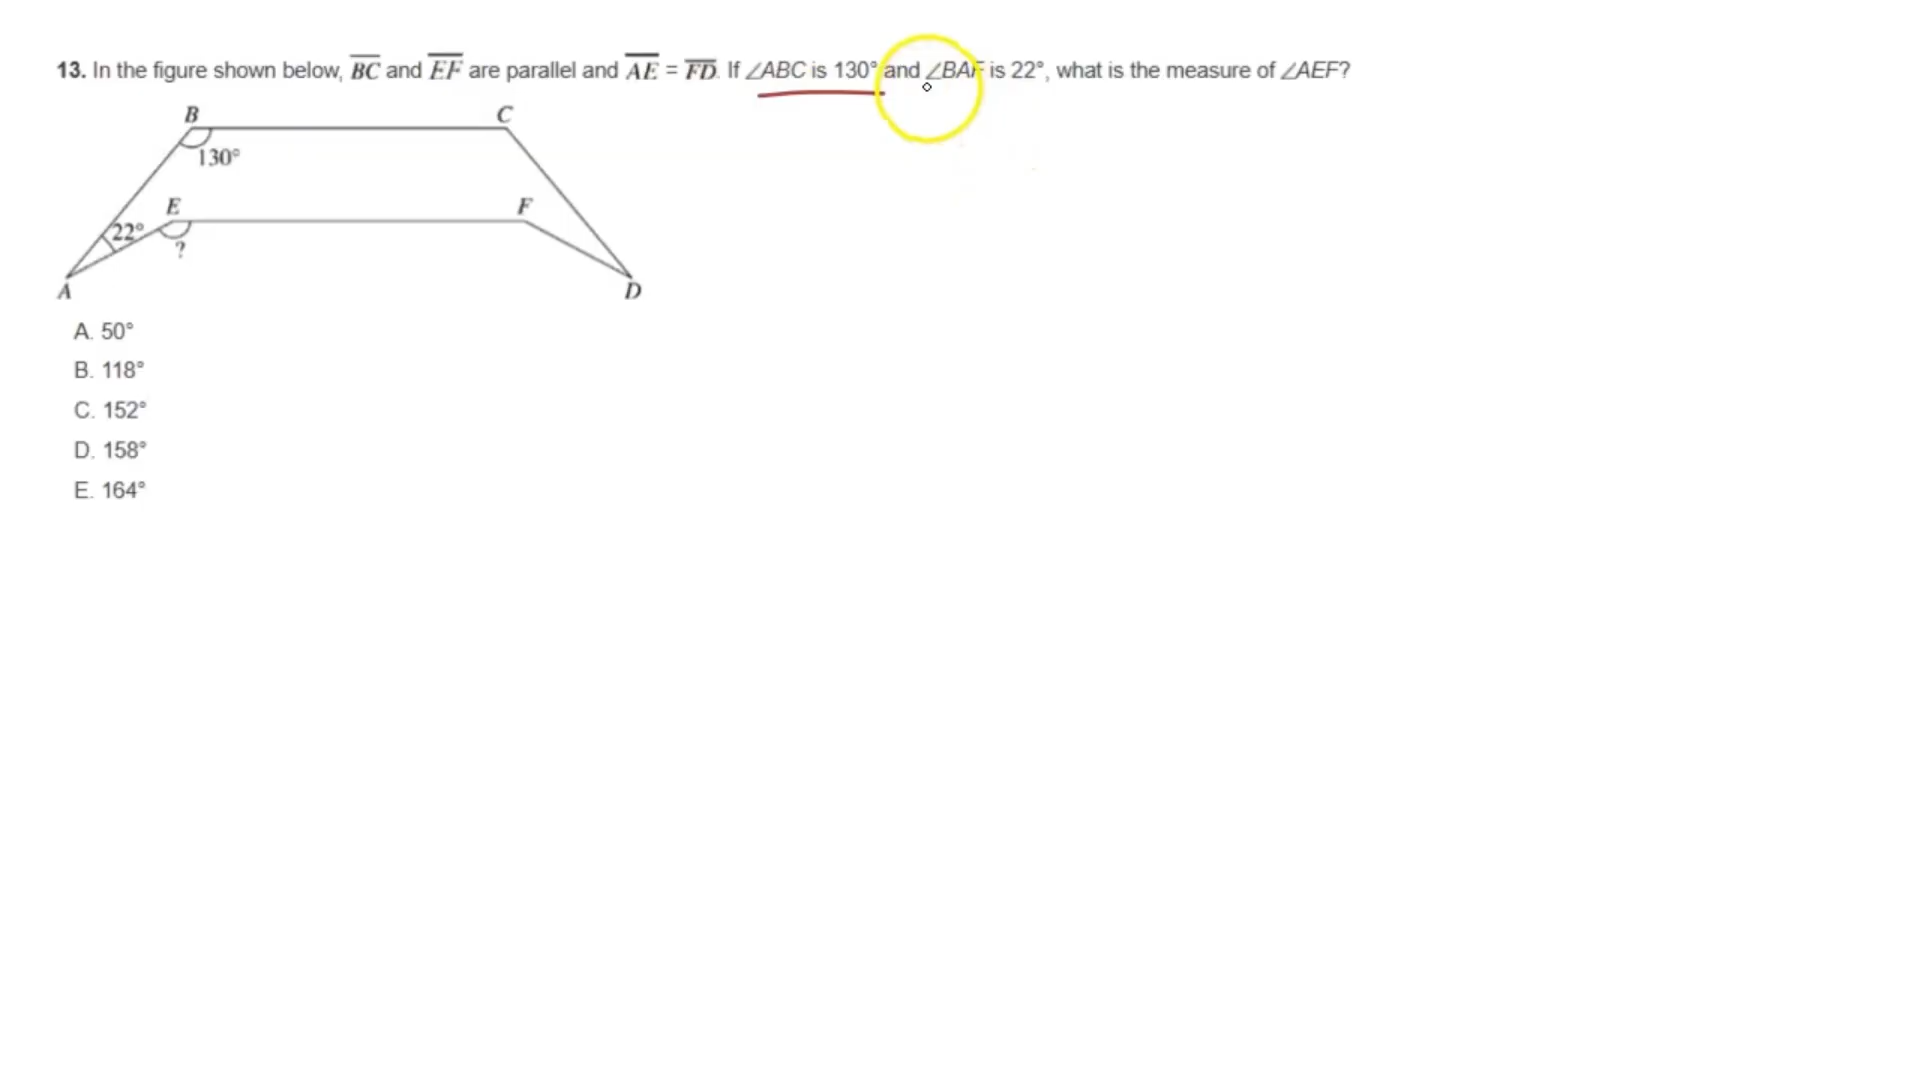 13. In the figure shown below, BC and EF are parallel and AE = FD. If ∠ABC is 130° and ∠BAE is 22°, what is the measure of ∠AEF?
B C
130°
E F
22°
?
A D
A. 50°
B. 118°
C. 152°
D. 158°
E. 164°